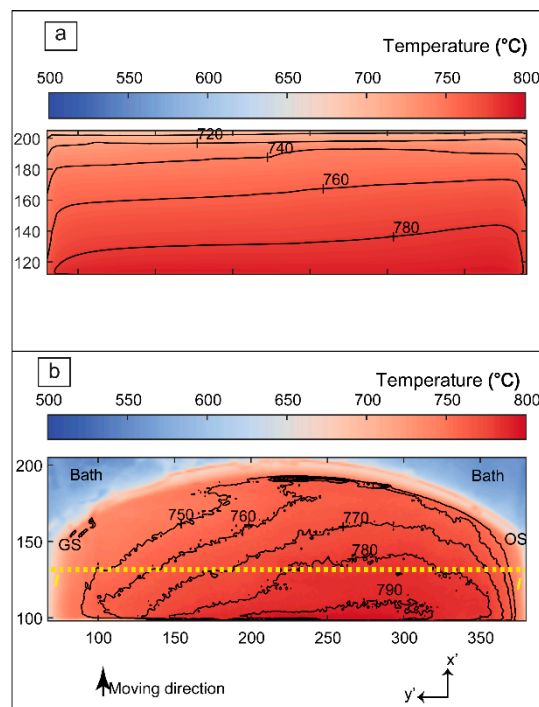 a
Temperature (°C)
500 550 600 650 700 750 800
200
180
160
140
120
720
740
760
780
b
Temperature (°C)
500 550 600 650 700 750 800
200
150
100
Bath
Bath
GS
OS
750
760
770
780
790
100 150 200 250 300 350
Moving direction
x'
y'